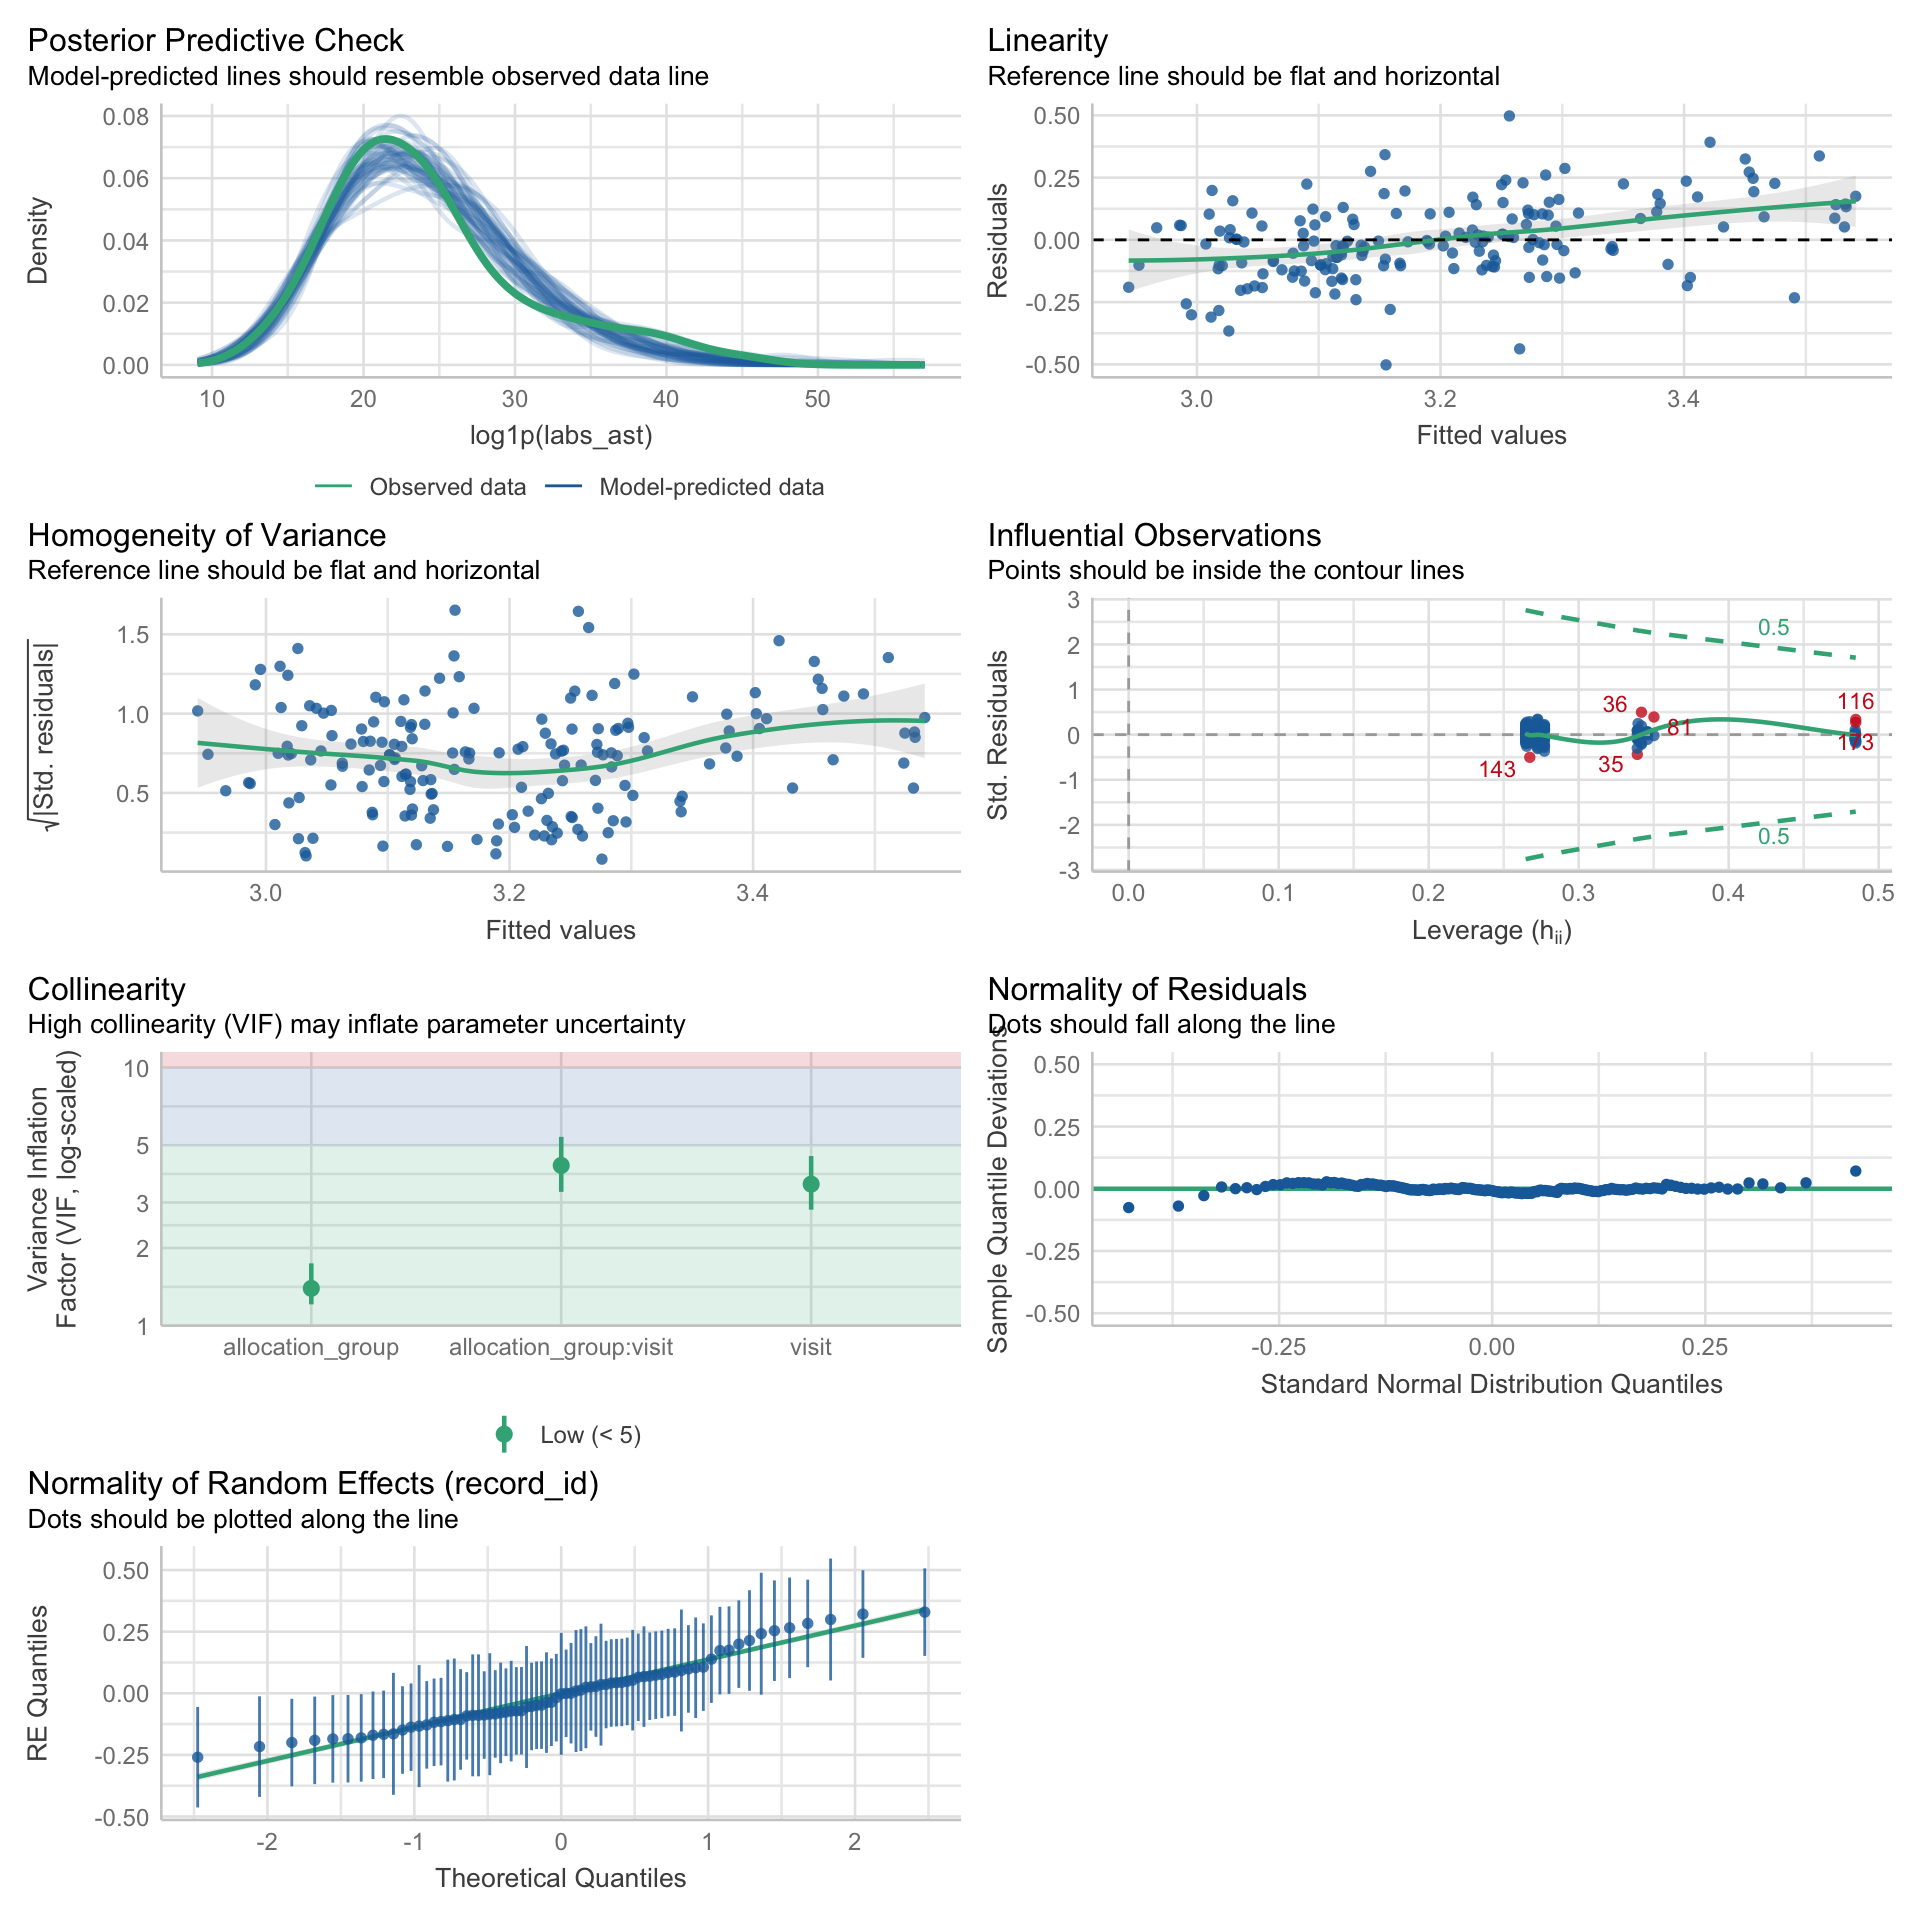 Posterior Predictive Check
Model-predicted lines should resemble observed data line
0.08
0.06
0.04
0.02
0.00
Density
10 20 30 40 50
log1p(labs_ast)
Observed data Model-predicted data
Linearity
Reference line should be flat and horizontal
0.50
0.25
0.00
-0.25
-0.50
Residuals
3.0 3.2 3.4
Fitted values
Homogeneity of Variance
Reference line should be flat and horizontal
1.5
1.0
0.5
√|Std. residuals|
3.0 3.2 3.4
Fitted values
Influential Observations
Points should be inside the contour lines
3
2
1
0
-1
-2
-3
Std. Residuals
0.5
36
116
81
173
143
35
0.5
0.0 0.1 0.2 0.3 0.4 0.5
Leverage (hii)
Collinearity
High collinearity (VIF) may inflate parameter uncertainty
10
5
3
2
1
Variance Inflation
Factor (VIF, log-scaled)
allocation_group allocation_group:visit visit
Low (< 5)
Normality of Residuals
Dots should fall along the line
0.50
0.25
0.00
-0.25
-0.50
Sample Quantile Deviations
-0.25 0.00 0.25
Standard Normal Distribution Quantiles
Normality of Random Effects (record_id)
Dots should be plotted along the line
0.50
0.25
0.00
-0.25
-0.50
RE Quantiles
-2 -1 0 1 2
Theoretical Quantiles